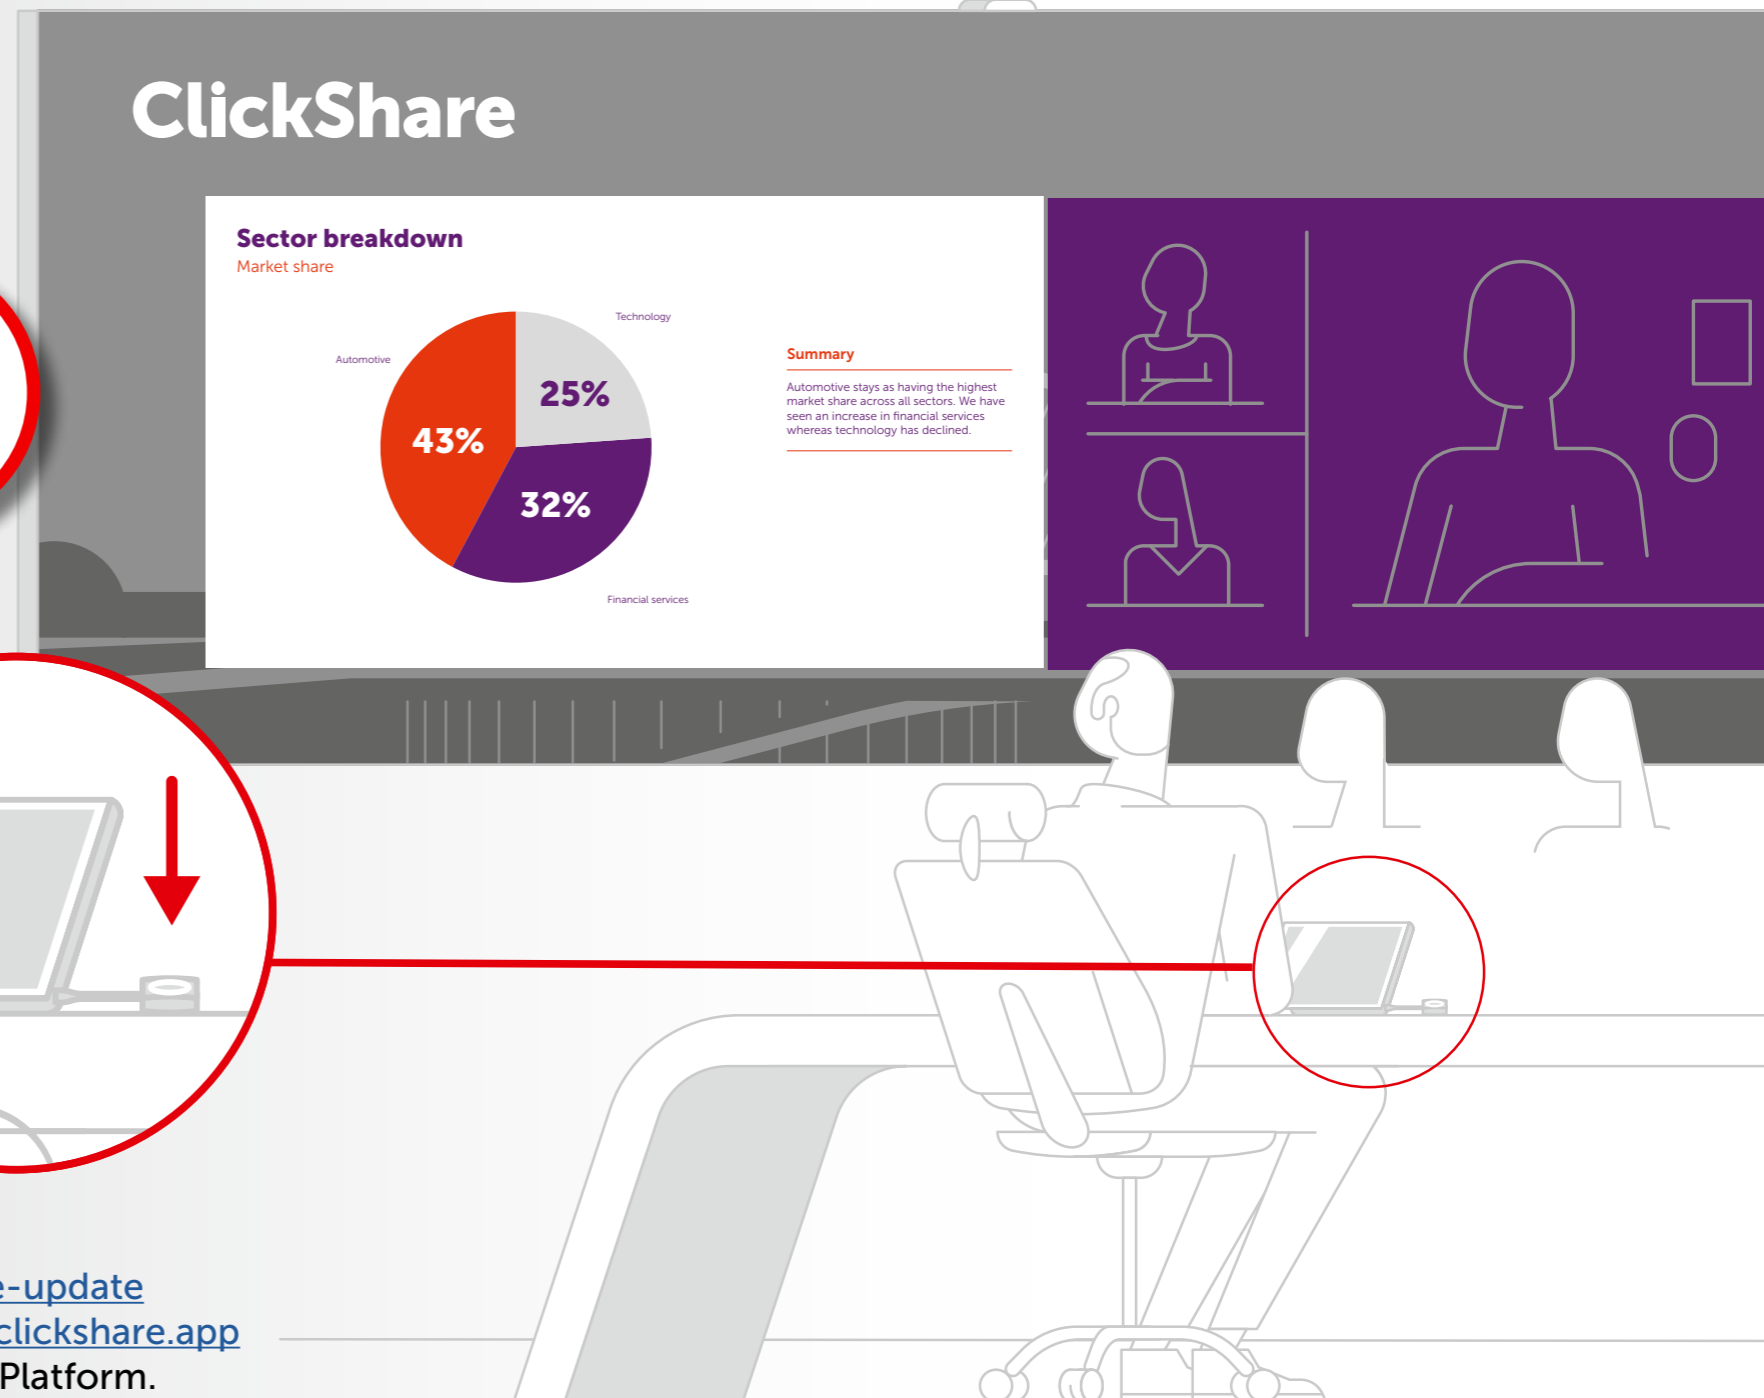 ClickShare
Sector breakdown
Market share
Technology
Automotive
25%
43%
32%
Financial services
Summary
Automotive stays as having the highest
market share across all sectors. We have
seen an increase in financial services
whereas technology has declined.
e-update
clickshare.app
Platform.